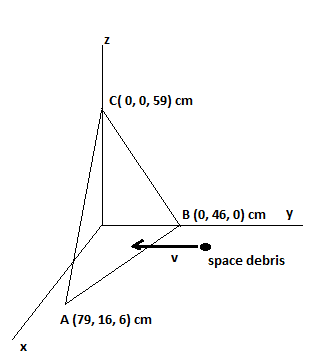 z
C( 0, 0, 59) cm
B (0, 46, 0) cm y
v
space debris
A (79, 16, 6) cm
x